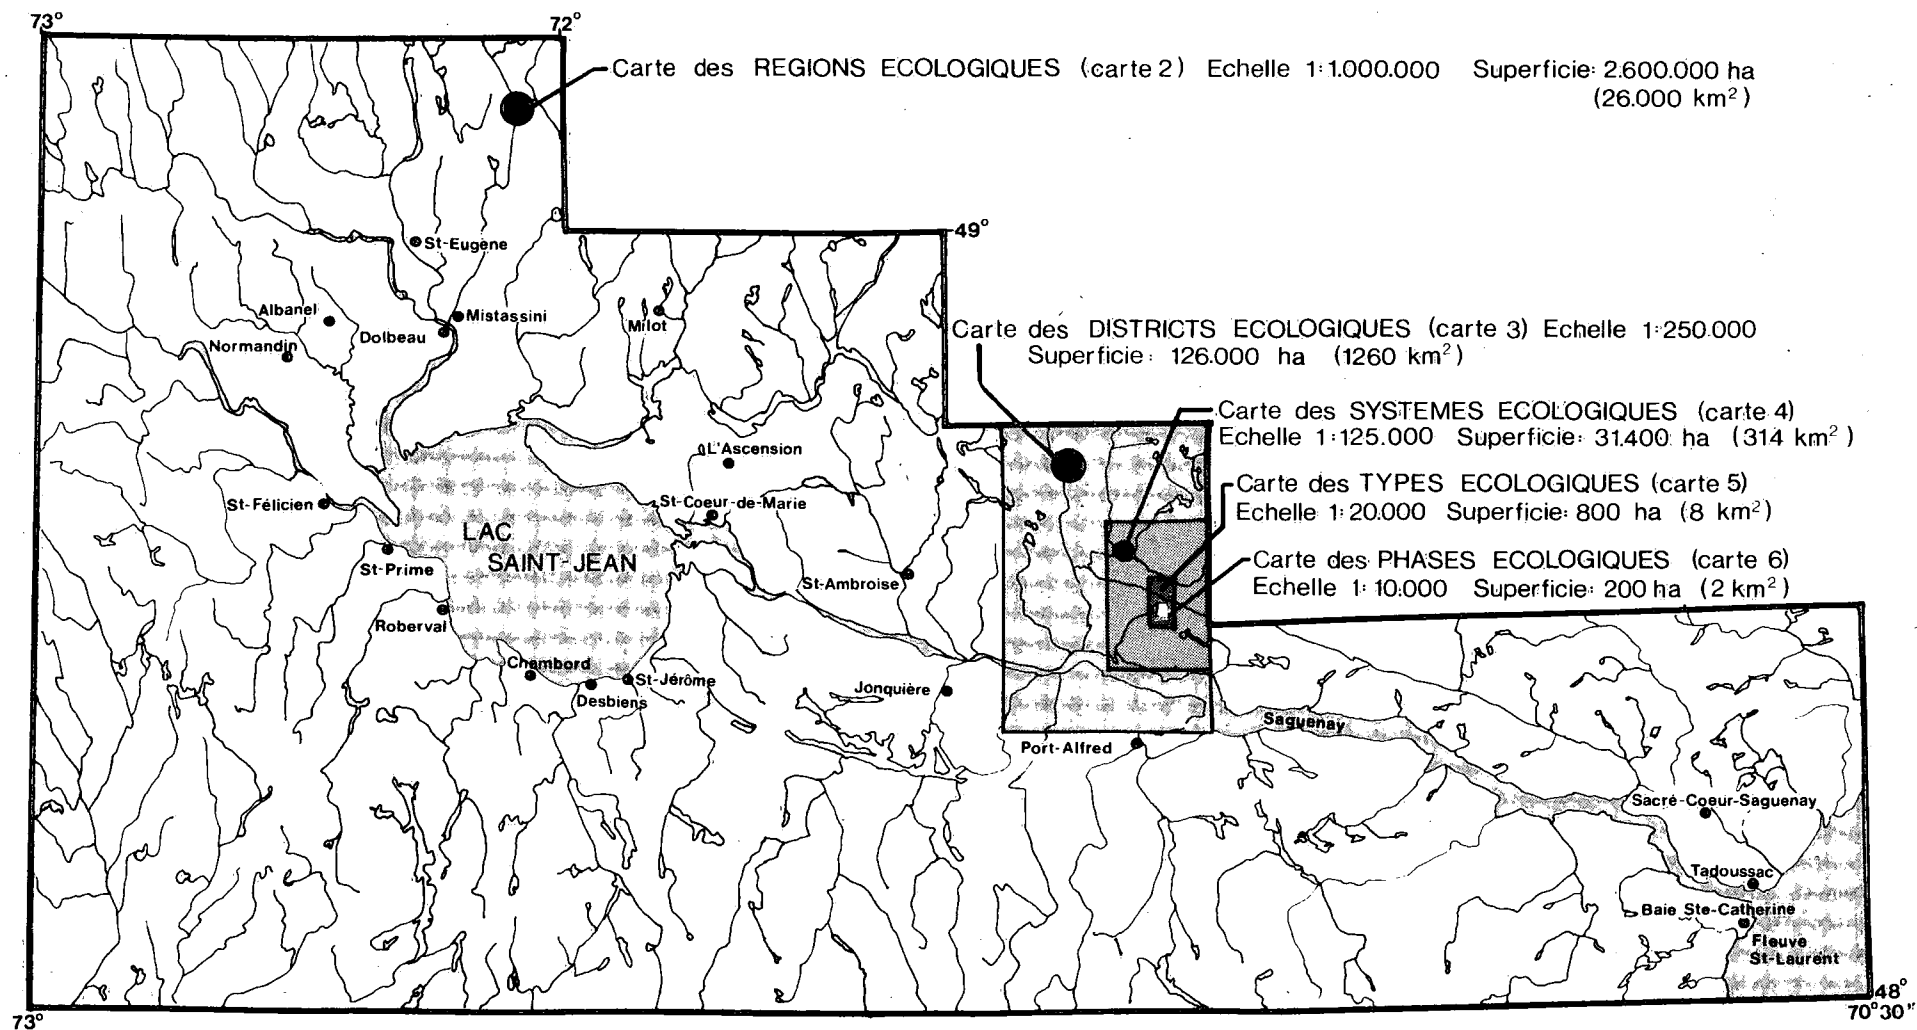 73°
72°
Carte des REGIONS ECOLOGIQUES (carte 2) Echelle 1:1.000.000 Superficie: 2.600.000 ha
(26.000 km²)
49°
St-Eugène
Albanel
Mistassini
Dolbeau
Normandin
Milot
Carte des DISTRICTS ECOLOGIQUES (carte 3) Echelle 1:250.000
Superficie: 126.000 ha (1260 km²)
Carte des SYSTEMES ECOLOGIQUES (carte 4)
Echelle 1:125.000 Superficie: 31.400 ha (314 km²)
L'Ascension
Carte des TYPES ECOLOGIQUES (carte 5)
Echelle 1:20.000 Superficie: 800 ha (8 km²)
St-Félicien
St-Coeur-de-Marie
LAC
SAINT-JEAN
Carte des PHASES ECOLOGIQUES (carte 6)
Echelle 1:10.000 Superficie: 200 ha (2 km²)
St-Prime
St-Ambroise
Roberval
Chambord
St-Jérôme
Desbiens
Jonquière
Saguenay
Port-Alfred
Sacré-Coeur-Saguenay
Tadoussac
Baie Ste-Catherine
Fleuve
St-Laurent
48°
73°
70°30"